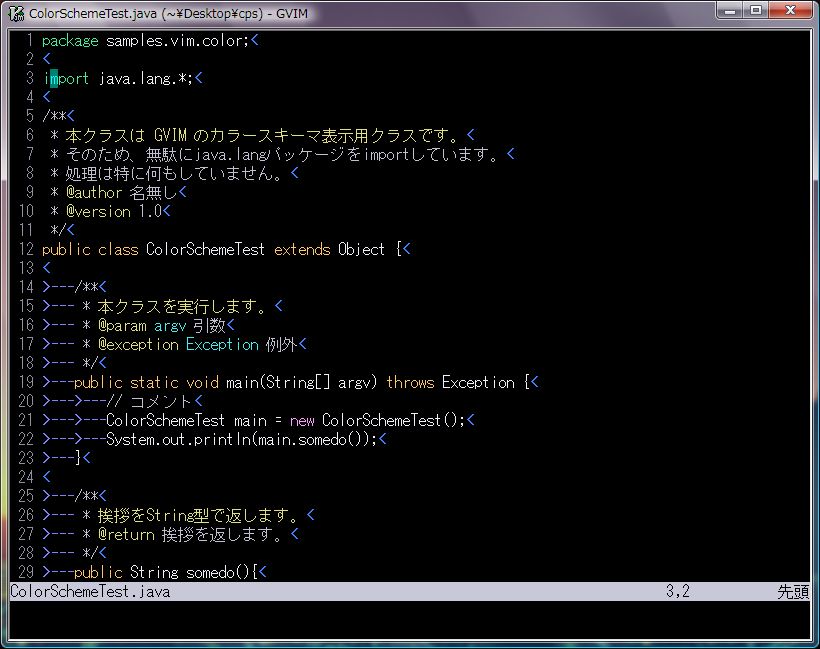 ColorSchemeTest.java (~¥Desktop¥cps) - GVIM
1 package samples.vim.color;<
2 <
3 import java.lang.*;<
4 <
5 /**<
6  * 本クラスは GVIM のカラースキーマ表示用クラスです。<
7  * そのため、無駄にjava.langパッケージをimportしています。<
8  * 処理は特に何もしていません。<
9  * @author 名無し<
10  * @version 1.0<
11  */<
12 public class ColorSchemeTest extends Object {<
13 <
14 >---/**<
15 >--- * 本クラスを実行します。<
16 >--- * @param argv 引数<
17 >--- * @exception Exception 例外<
18 >--- */<
19 >---public static void main(String[] argv) throws Exception {<
20 >--->---// コメント<
21 >--->---ColorSchemeTest main = new ColorSchemeTest();<
22 >--->---System.out.println(main.somedo());<
23 >---}<
24 <
25 >---/**<
26 >--- * 挨拶をString型で返します。<
27 >--- * @return 挨拶を返します。<
28 >--- */<
29 >---public String somedo(){<
ColorSchemeTest.java 3,2 先頭